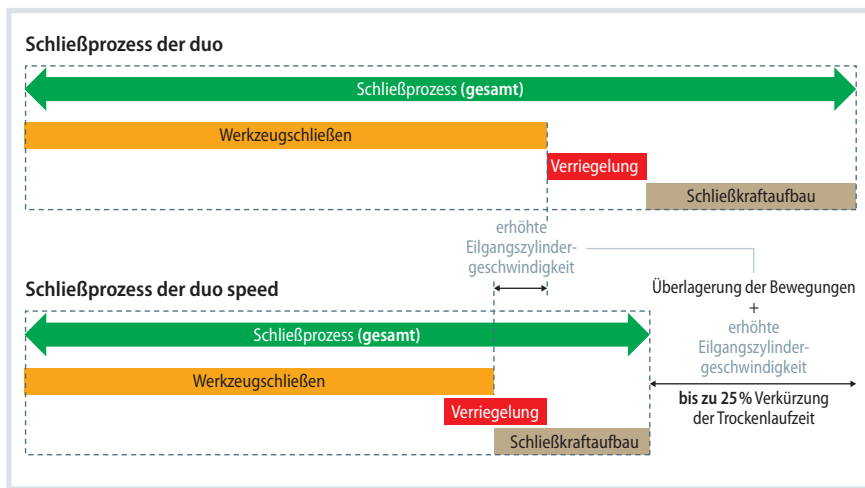 Schließprozess der duo
Schließprozess (gesamt)
Werkzeugschließen
Verriegelung
Schließkraftaufbau
erhöhte
Eilgangszylinder-
geschwindigkeit
Schließprozess der duo speed
Schließprozess (gesamt)
Werkzeugschließen
Verriegelung
Schließkraftaufbau
Überlagerung der Bewegungen
+
erhöhte
Eilgangszylinder-
geschwindigkeit
bis zu 25 % Verkürzung
der Trockenlaufzeit